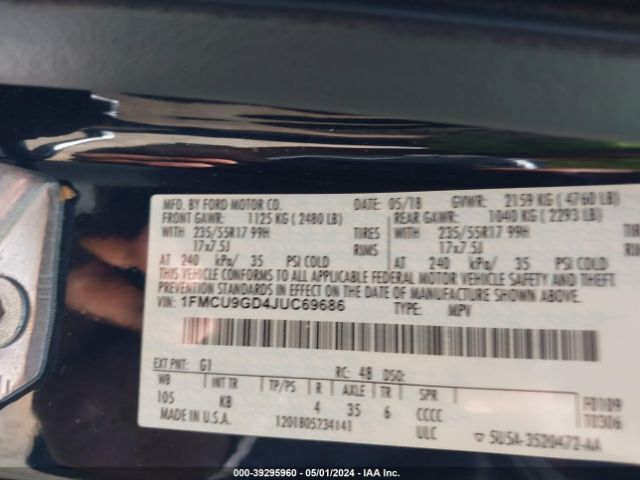 MFD. BY FORD MOTOR CO. DATE: 05/18 GVWR: 2159 KG (4760 LB)
FRONT GAWR: 1125 KG (2480 LB) REAR GAWR: 1040 KG (2293 LB)
WITH 235/55R17 99H TIRES WITH 235/55R17 99H TIRE
17x7.5J RIMS 17x7.5J RIM
AT 240 kPa/ 35 PSI COLD AT 240 kPa/ 35 PSI COLD
THIS VEHICLE CONFORMS TO ALL APPLICABLE FEDERAL MOTOR VEHICLE SAFETY AND THEFT
PREVENTION STANDARDS IN EFFECT ON THE DATE OF MANUFACTURE SHOWN ABOVE.
VIN: 1FMCU9GD4JUC69686 TYPE: MPV
EXT PNT: G1 RC: 48 DSO:
WB INT TR TP/PS R AXLE TR SPR
105 KB 4 35 6 CCCC F0109
MADE IN U.S.A. 1201805234141 ULC T0306
5U5A-3520472-AA
000-39295960 - 05/01/2024 - IAA Inc.